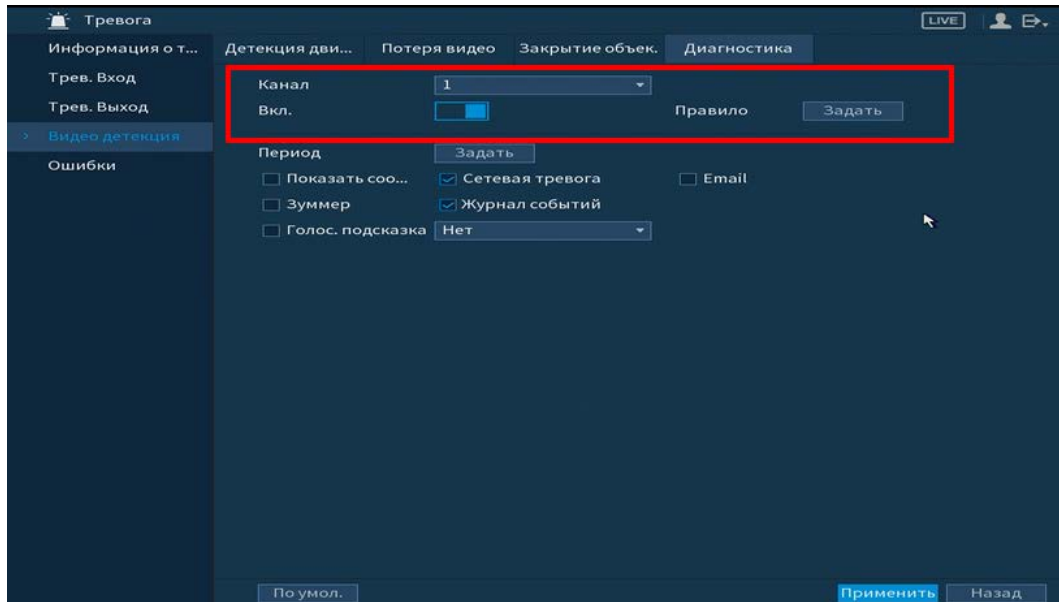 Тревога
LIVE
Информация о т...
Трев. Вход
Трев. Выход
Видео детекция
Ошибки
Детекция дви... Потеря видео Закрытие объек. Диагностика
Канал 1
Вкл. Правило Задать
Период Задать
Показать соо... Сетевая тревога Email
Зуммер Журнал событий
Голос. подсказка Нет
По умол. Применить Назад